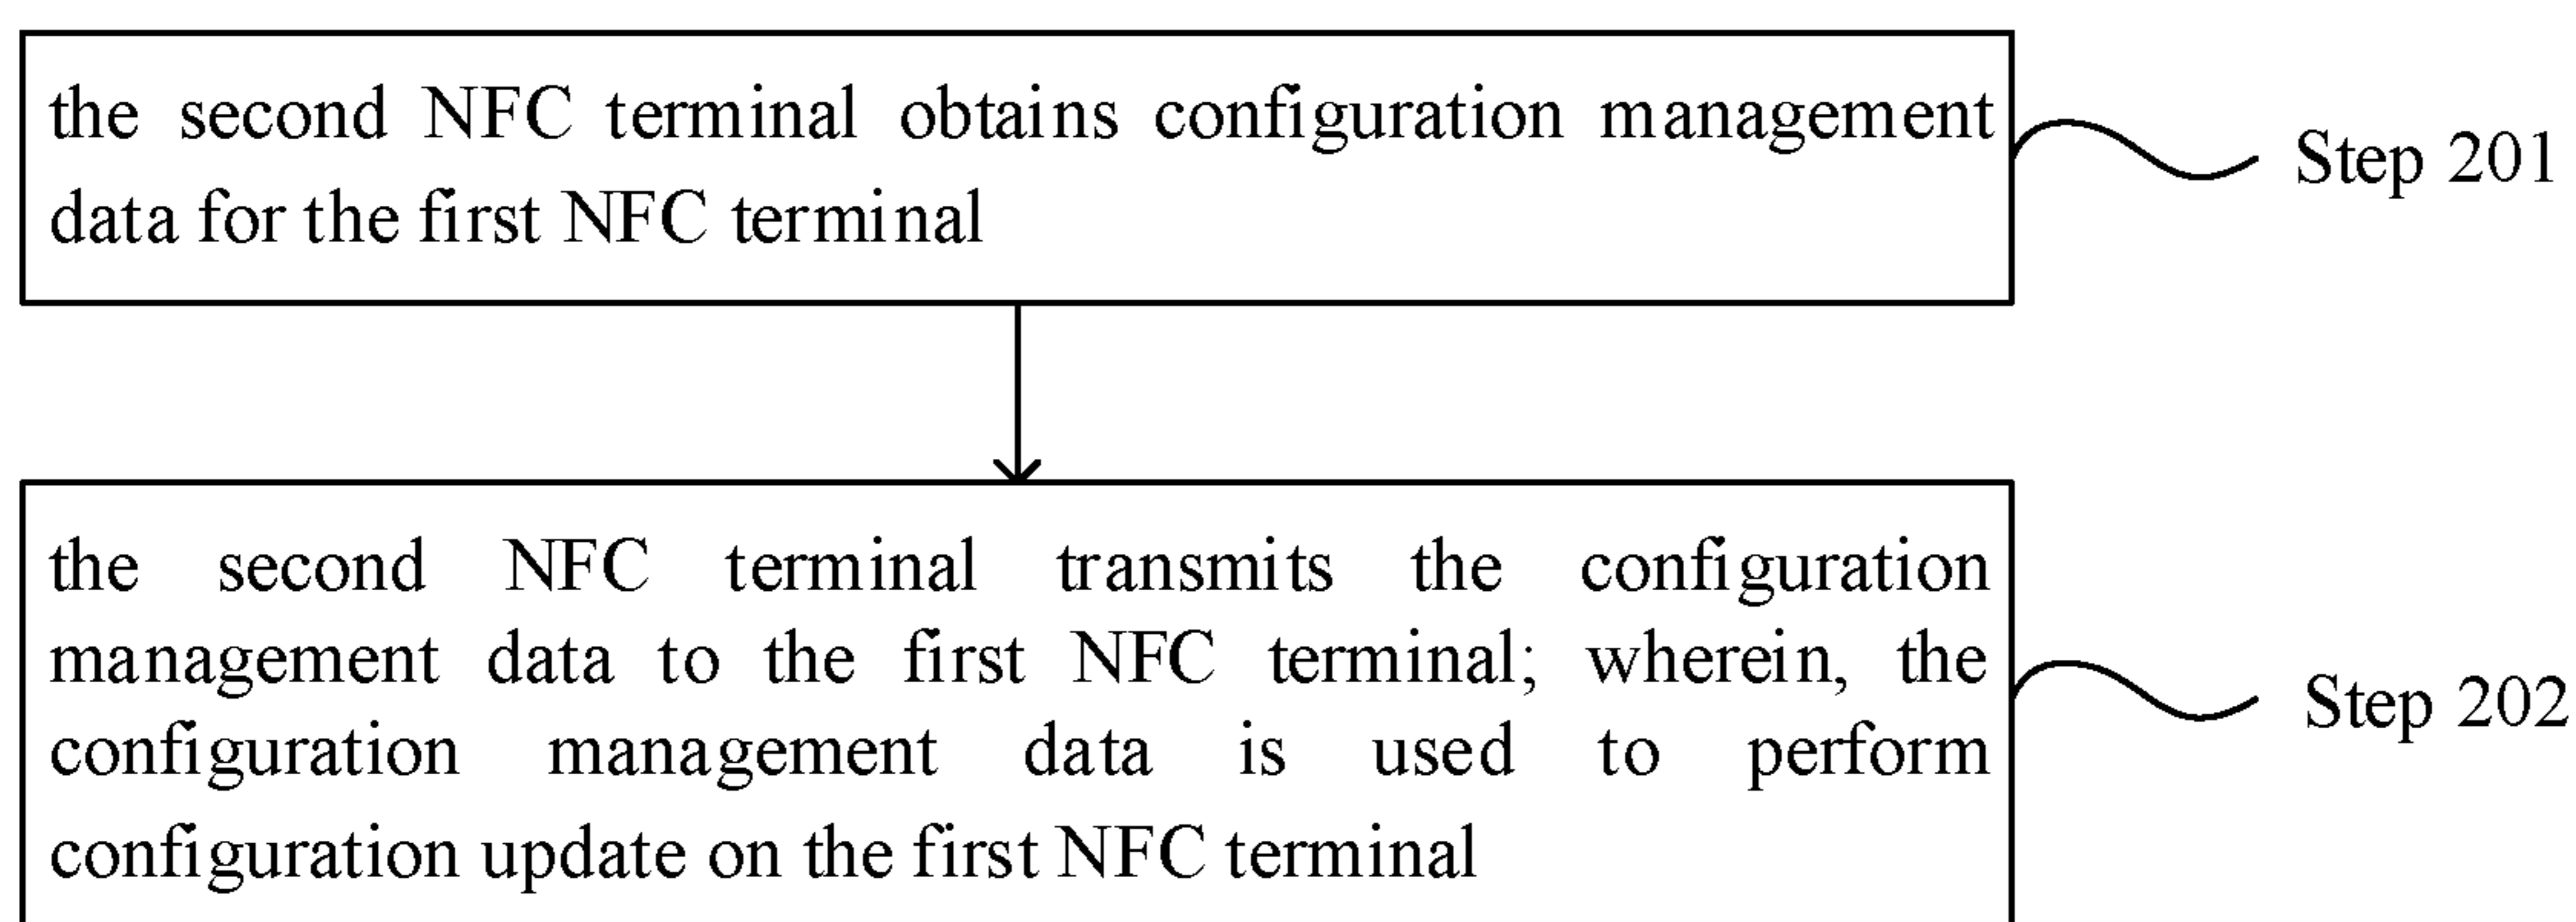 the second NFC terminal obtains configuration management
data for the first NFC terminal
Step 201
the second NFC terminal transmits the configuration
management data to the first NFC terminal; wherein, the
configuration management data is used to perform
configuration update on the first NFC terminal
Step 202